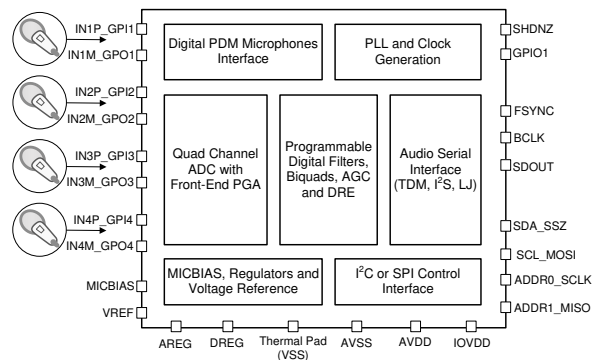 IN1P_GPI1
IN1M_GPO1
IN2P_GPI2
IN2M_GPO2
IN3P_GPI3
IN3M_GPO3
IN4P_GPI4
IN4M_GPO4
MICBIAS
VREF
Digital PDM Microphones
Interface
PLL and Clock
Generation
Quad Channel
ADC with
Front-End PGA
Programmable
Digital Filters,
Biquads, AGC
and DRE
Audio Serial
Interface
(TDM, I²S, LJ)
MICBIAS, Regulators and
Voltage Reference
I²C or SPI Control
Interface
SHDNZ
GPIO1
FSYNC
BCLK
SDOUT
SDA_SSZ
SCL_MOSI
ADDR0_SCLK
ADDR1_MISO
AREG
DREG
Thermal Pad
(VSS)
AVSS
AVDD
IOVDD